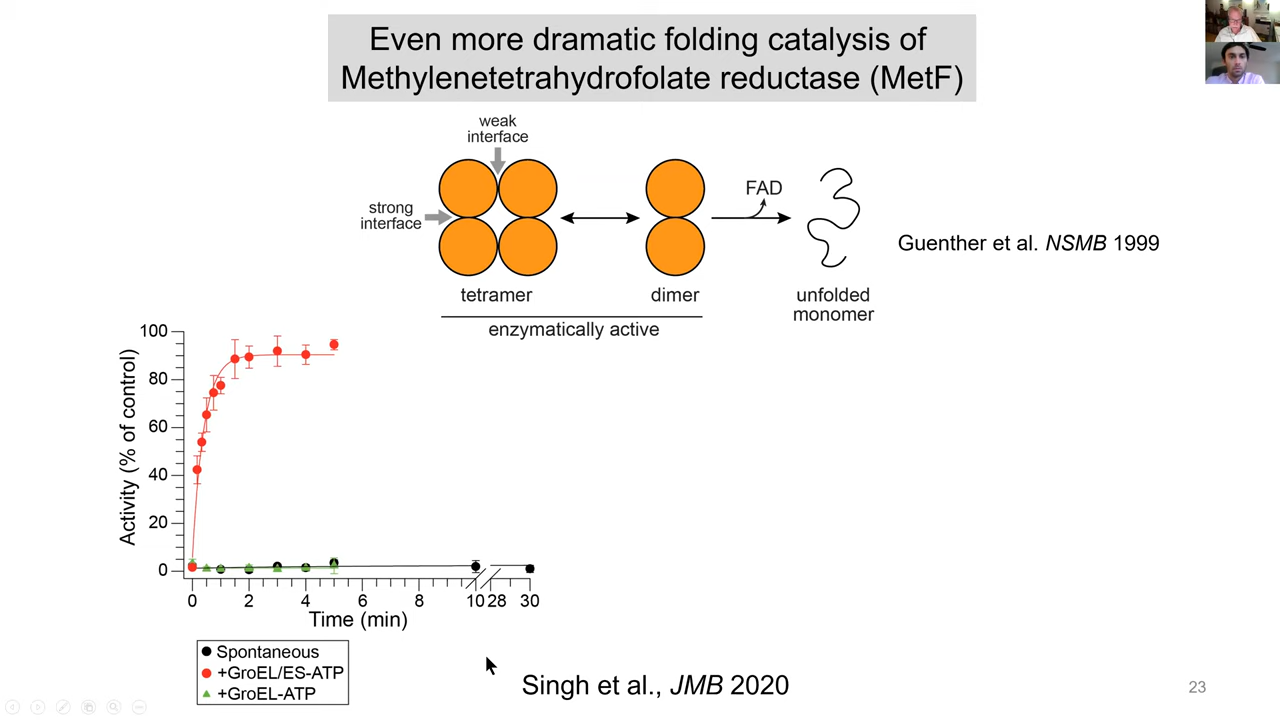 Even more dramatic folding catalysis of
Methylenetetrahydrofolate reductase (MetF)
weak
interface
strong
interface
FAD
Guenther et al. NSMB 1999
tetramer
dimer
unfolded
monomer
enzymatically active
Activity (% of control)
100
80
60
40
20
0
0 2 4 6 8 10 28 30
Time (min)
Spontaneous
+GroEL/ES-ATP
+GroEL-ATP
Singh et al., JMB 2020
23